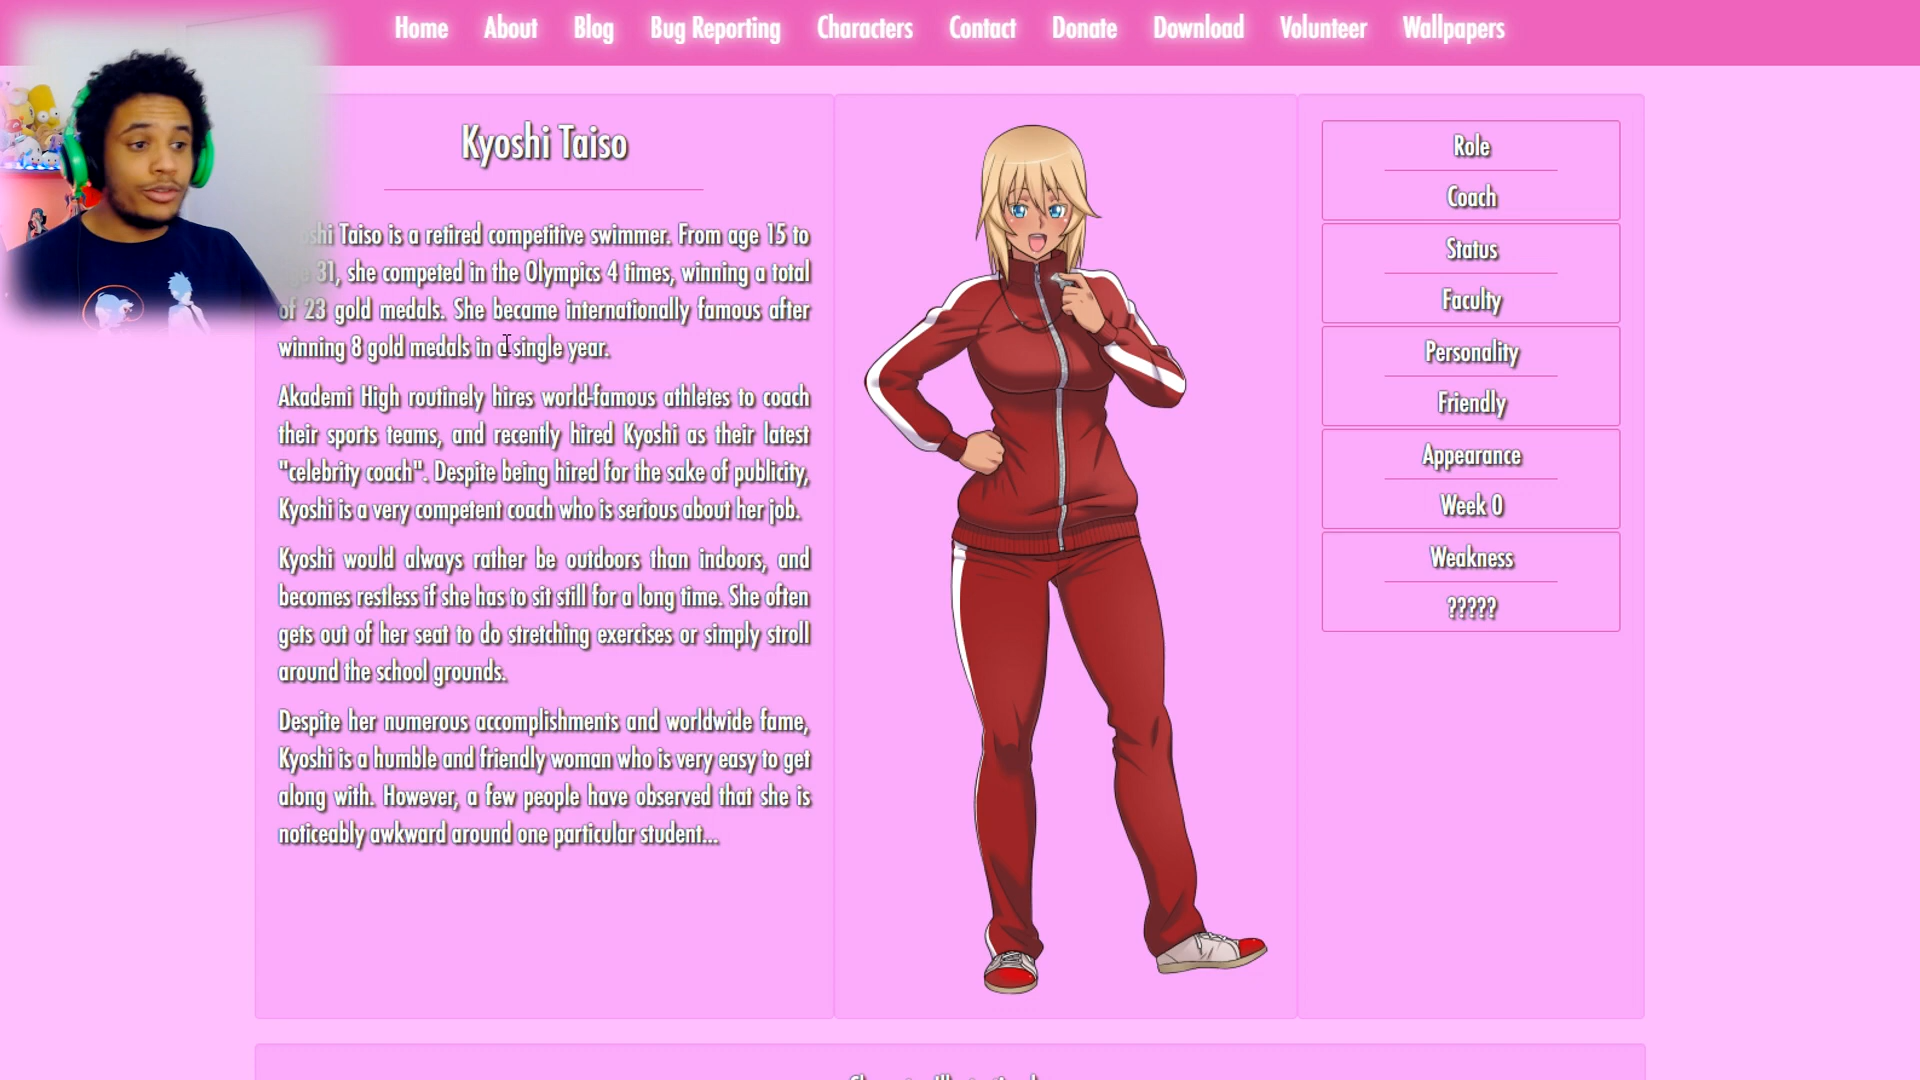 Home About Blog Bug Reporting Characters Contact Donate Download Volunteer Wallpapers
Kyoshi Taiso
Taiso is a retired competitive swimmer. From age 15 to
31, she competed in the Olympics 4 times, winning a total
of 23 gold medals. She became internationally famous after
winning 8 gold medals in a single year.
Akademi High routinely hires world-famous athletes to coach
their sports teams, and recently hired Kyoshi as their latest
"celebrity coach". Despite being hired for the sake of publicity,
Kyoshi is a very competent coach who is serious about her job.
Kyoshi would always rather be outdoors than indoors, and
becomes restless if she has to sit still for a long time. She often
gets out of her seat to do stretching exercises or simply stroll
around the school grounds.
Despite her numerous accomplishments and worldwide fame,
Kyoshi is a humble and friendly woman who is very easy to get
along with. However, a few people have observed that she is
noticeably awkward around one particular student...
Role
Coach
Status
Faculty
Personality
Friendly
Appearance
Week 0
Weakness
?????